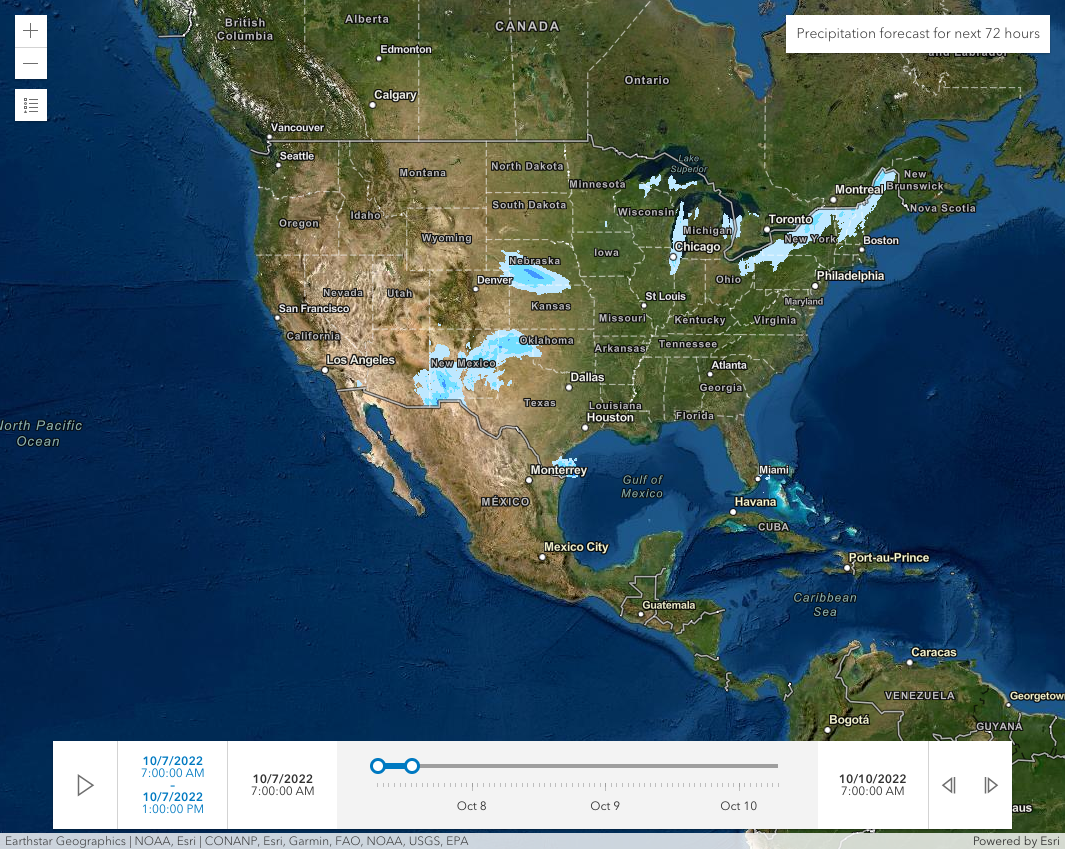 Precipitation forecast for next 72 hours
British
Columbia
Alberta
CANADA
Edmonton
and Labrador
Ontario
Calgary
Vancouver
Seattle
Lake
Superior
North Dakota
Montana
Minnesota
New
Brunswick
Montreal
South Dakota
Nova Scotia
Wisconsin
Idaho
Oregon
Toronto
Michigan
Wyoming
New York
Boston
Chicago
Iowa
Nebraska
Denver
Ohio
Philadelphia
Nevada
Utah
St Louis
Maryland
San Francisco
Kansas
Missouri
Kentucky
Virginia
California
Oklahoma
Arkansas
Tennessee
Los Angeles
New Mexico
Atlanta
Dallas
Georgia
Texas
Louisiana
Houston
Florida
North Pacific
Ocean
Monterrey
Miami
Gulf of
Mexico
MÉXICO
Havana
CUBA
Mexico City
Port-au-Prince
Caribbean
Sea
Guatemala
Caracas
VENEZUELA
Georgetown
Bogotá
GUYANA
10/7/2022
7:00:00 AM
–
10/7/2022
1:00:00 PM
10/7/2022
7:00:00 AM
Oct 8
Oct 9
Oct 10
10/10/2022
7:00:00 AM
aus
Earthstar Geographics | NOAA, Esri | CONANP, Esri, Garmin, FAO, NOAA, USGS, EPA
Powered by Esri